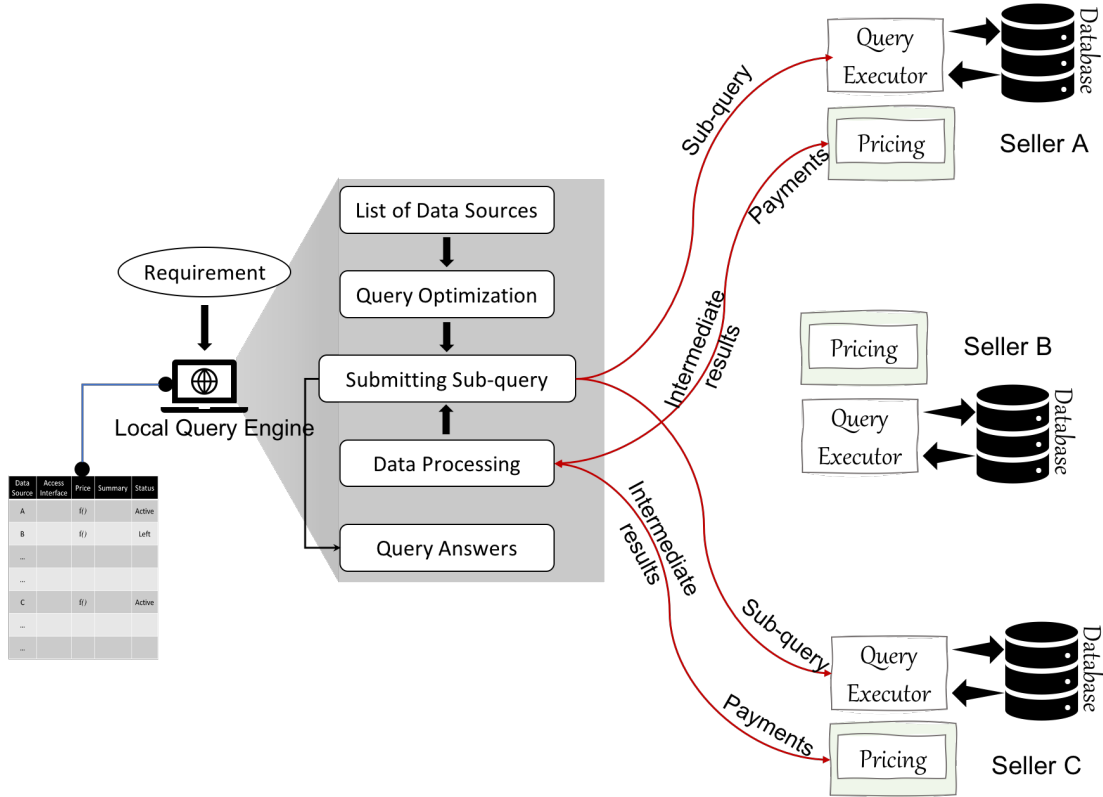 Requirement
Local Query Engine
Data Source
Access Interface
Price
Summary
Status
A
f()
Active
B
f()
Left
...
...
C
f()
Active
...
...
List of Data Sources
Query Optimization
Submitting Sub-query
Data Processing
Query Answers
Sub-query
Payments
Intermediate
results
Intermediate
results
Sub-query
Payments
Query
Executor
Database
Pricing
Seller A
Pricing
Seller B
Query
Executor
Database
Query
Executor
Database
Pricing
Seller C